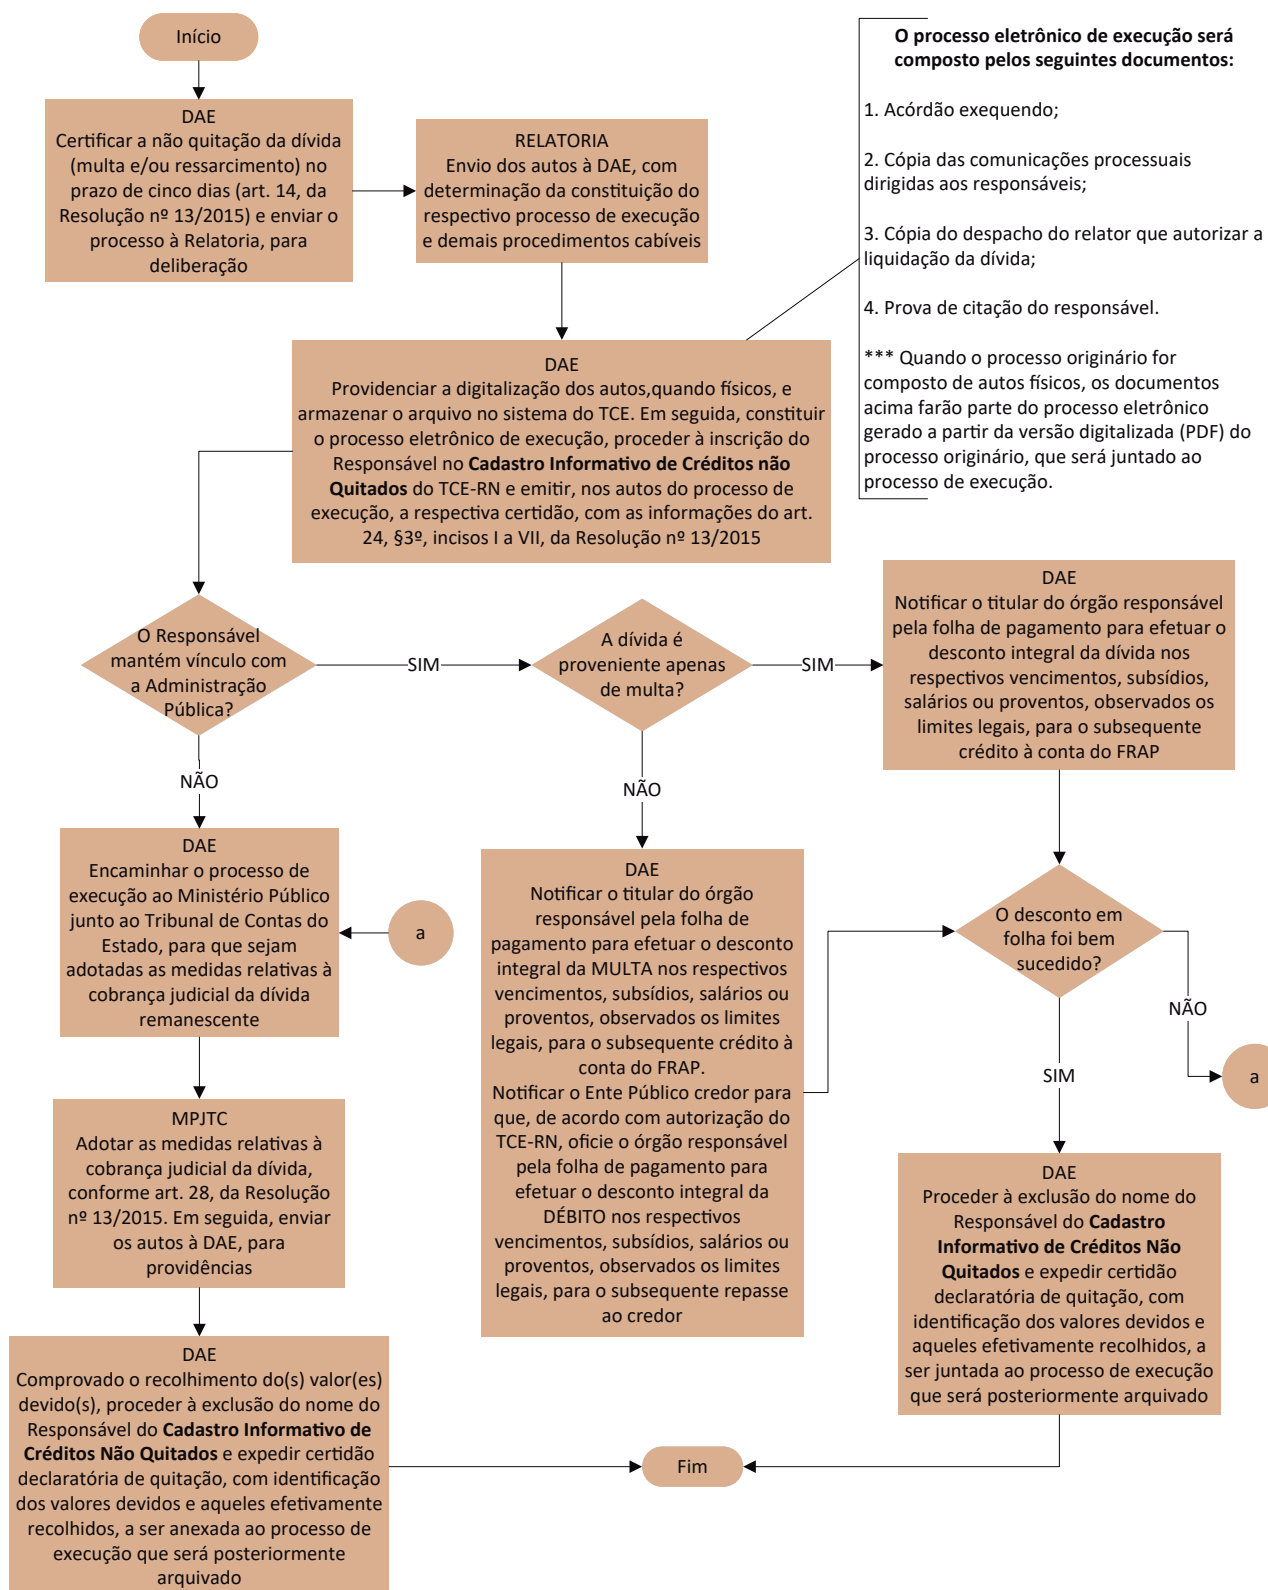 Início
DAE
Certificar a não quitação da dívida
(multa e/ou ressarcimento) no
prazo de cinco dias (art. 14, da
Resolução nº 13/2015) e enviar o
processo à Relatoria, para
deliberação
RELATORIA
Envio dos autos à DAE, com
determinação da constituição do
respectivo processo de execução
e demais procedimentos cabíveis
O processo eletrônico de execução será
composto pelos seguintes documentos:
1. Acórdão exequendo;
2. Cópia das comunicações processuais
dirigidas aos responsáveis;
3. Cópia do despacho do relator que autorizar a
liquidação da dívida;
4. Prova de citação do responsável.
*** Quando o processo originário for
composto de autos físicos, os documentos
acima farão parte do processo eletrônico
gerado a partir da versão digitalizada (PDF) do
processo originário, que será juntado ao
processo de execução.
DAE
Providenciar a digitalização dos autos,quando físicos, e
armazenar o arquivo no sistema do TCE. Em seguida, constituir
o processo eletrônico de execução, proceder à inscrição do
Responsável no Cadastro Informativo de Créditos não
Quitados do TCE-RN e emitir, nos autos do processo de
execução, a respectiva certidão, com as informações do art.
24, §3º, incisos I a VII, da Resolução nº 13/2015
O Responsável
mantém vínculo com
a Administração
Pública?
SIM
A dívida é
proveniente apenas
de multa?
SIM
DAE
Notificar o titular do órgão responsável
pela folha de pagamento para efetuar o
desconto integral da dívida nos
respectivos vencimentos, subsídios,
salários ou proventos, observados os
limites legais, para o subsequente
crédito à conta do FRAP
NÃO
NÃO
DAE
Encaminhar o processo de
execução ao Ministério Público
junto ao Tribunal de Contas do
Estado, para que sejam
adotadas as medidas relativas à
cobrança judicial da dívida
remanescente
a
DAE
Notificar o titular do órgão
responsável pela folha de
pagamento para efetuar o desconto
integral da MULTA nos respectivos
vencimentos, subsídios, salários ou
proventos, observados os limites
legais, para o subsequente crédito à
conta do FRAP.
Notificar o Ente Público credor para
que, de acordo com autorização do
TCE-RN, oficie o órgão responsável
pela folha de pagamento para
efetuar o desconto integral da
DÉBITO nos respectivos
vencimentos, subsídios, salários ou
proventos, observados os limites
legais, para o subsequente repasse
ao credor
O desconto em
folha foi bem
sucedido?
NÃO
SIM
a
MPJTC
Adotar as medidas relativas à
cobrança judicial da dívida,
conforme art. 28, da Resolução
nº 13/2015. Em seguida, enviar
os autos à DAE, para
providências
DAE
Proceder à exclusão do nome do
Responsável do Cadastro
Informativo de Créditos Não
Quitados e expedir certidão
declaratória de quitação, com
identificação dos valores devidos e
aqueles efetivamente recolhidos, a
ser juntada ao processo de execução
que será posteriormente arquivado
DAE
Comprovado o recolhimento do(s) valor(es)
devido(s), proceder à exclusão do nome do
Responsável do Cadastro Informativo de
Créditos Não Quitados e expedir certidão
declaratória de quitação, com identificação
dos valores devidos e aqueles efetivamente
recolhidos, a ser anexada ao processo de
execução que será posteriormente
arquivado
Fim